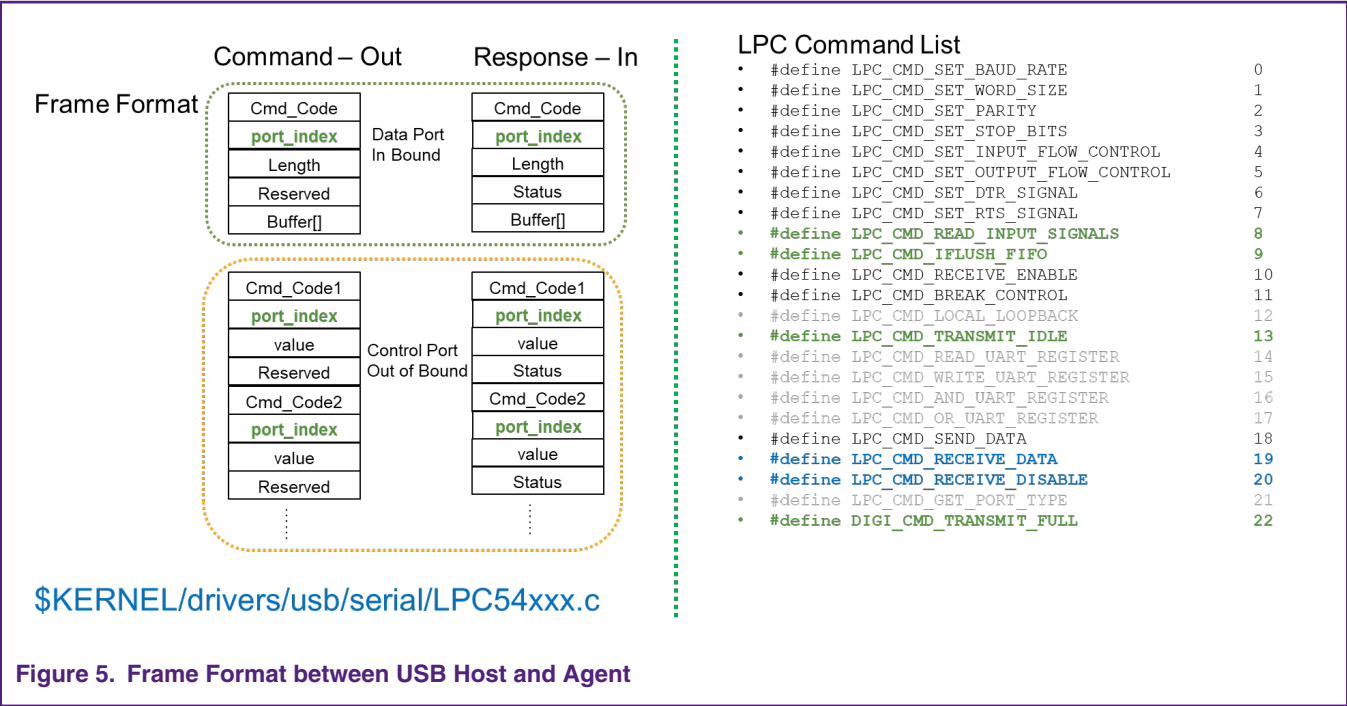 Command – Out
Response – In
Frame Format
Cmd_Code
port_index
Length
Reserved
Buffer[]
Data Port
In Bound
Cmd_Code
port_index
Length
Status
Buffer[]
Cmd_Code1
port_index
value
Reserved
Cmd_Code2
port_index
value
Reserved
Control Port
Out of Bound
Cmd_Code1
port_index
value
Status
Cmd_Code2
port_index
value
Status
$KERNEL/drivers/usb/serial/LPC54xxx.c
LPC Command List
• #define LPC_CMD_SET_BAUD_RATE 0
• #define LPC_CMD_SET_WORD_SIZE 1
• #define LPC_CMD_SET_PARITY 2
• #define LPC_CMD_SET_STOP_BITS 3
• #define LPC_CMD_SET_INPUT_FLOW_CONTROL 4
• #define LPC_CMD_SET_OUTPUT_FLOW_CONTROL 5
• #define LPC_CMD_SET_DTR_SIGNAL 6
• #define LPC_CMD_SET_RTS_SIGNAL 7
• #define LPC_CMD_READ_INPUT_SIGNALS 8
• #define LPC_CMD_IFLUSH_FIFO 9
• #define LPC_CMD_RECEIVE_ENABLE 10
• #define LPC_CMD_BREAK_CONTROL 11
• #define LPC_CMD_LOCAL_LOOPBACK 12
• #define LPC_CMD_TRANSMIT_IDLE 13
• #define LPC_CMD_READ_UART_REGISTER 14
• #define LPC_CMD_WRITE_UART_REGISTER 15
• #define LPC_CMD_AND_UART_REGISTER 16
• #define LPC_CMD_OR_UART_REGISTER 17
• #define LPC_CMD_SEND_DATA 18
• #define LPC_CMD_RECEIVE_DATA 19
• #define LPC_CMD_RECEIVE_DISABLE 20
• #define LPC_CMD_GET_PORT_TYPE 21
• #define DIGI_CMD_TRANSMIT_FULL 22
Figure 5. Frame Format between USB Host and Agent